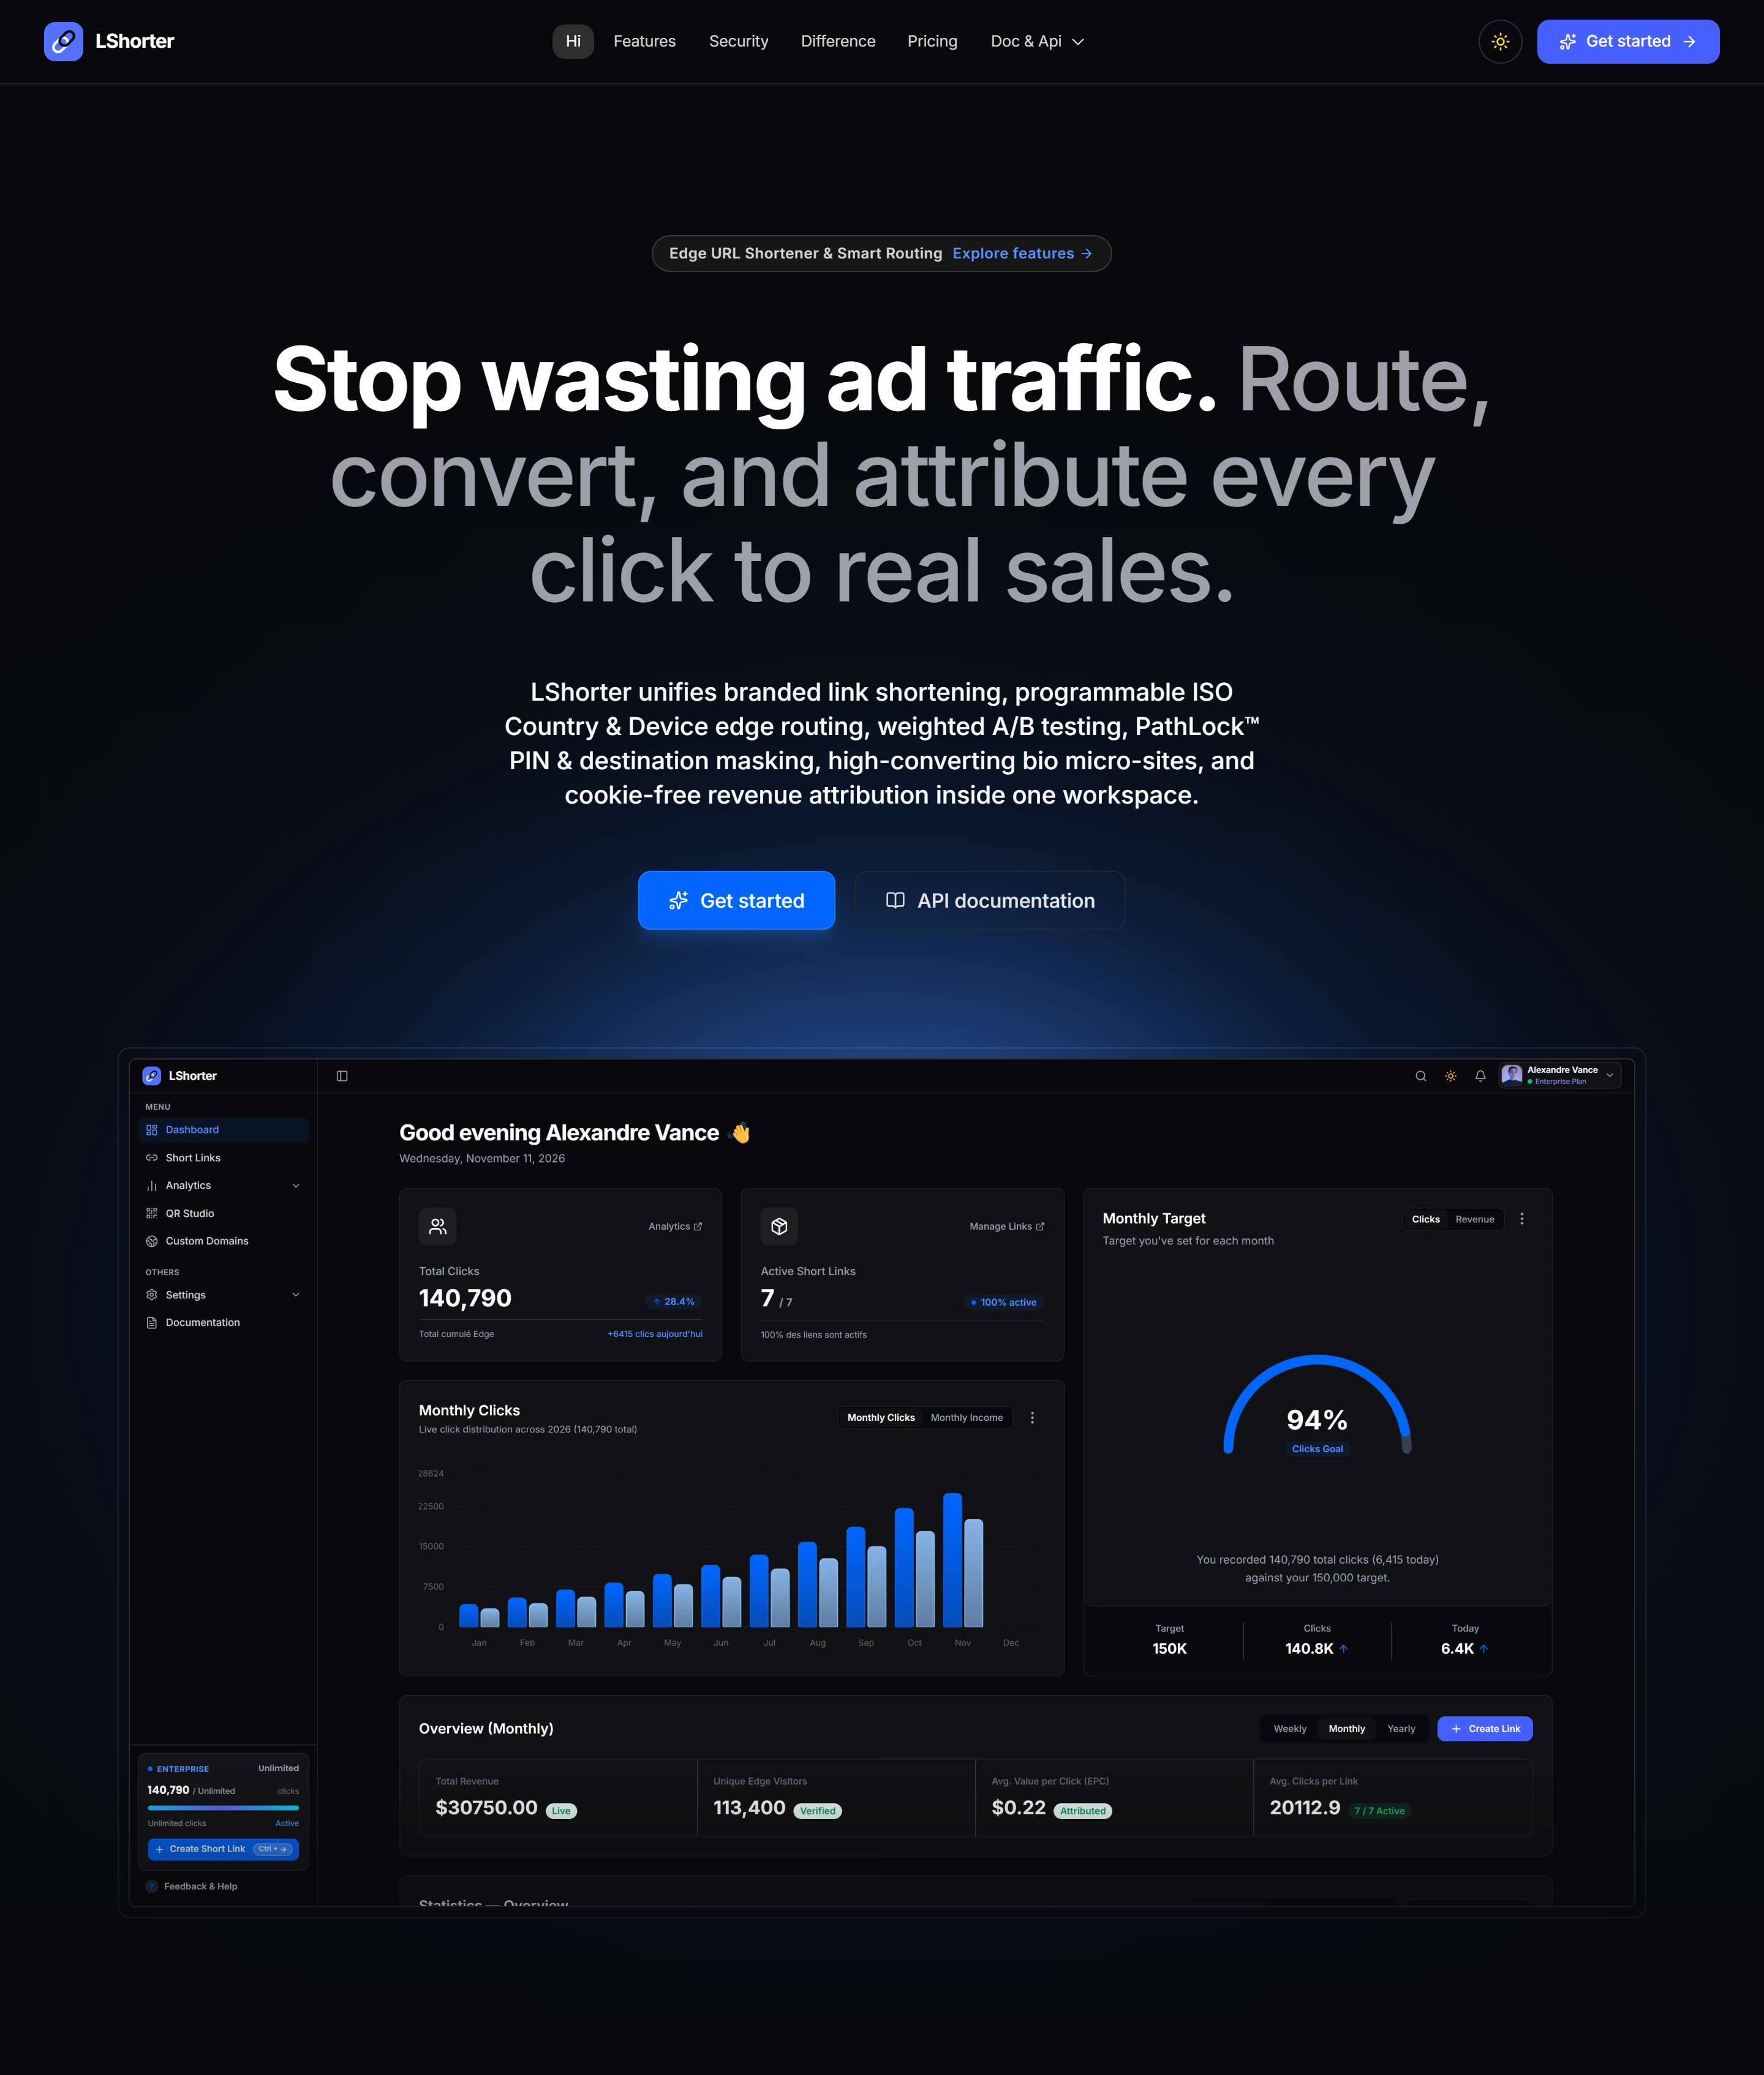 LShorter
Hi
Features
Security
Difference
Pricing
Doc & Api
Get started
Edge URL Shortener & Smart Routing Explore features
Stop wasting ad traffic. Route,
convert, and attribute every
click to real sales.
LShorter unifies branded link shortening, programmable ISO
Country & Device edge routing, weighted A/B testing, PathLock™
PIN & destination masking, high-converting bio micro-sites, and
cookie-free revenue attribution inside one workspace.
Get started
API documentation
LShorter
Alexandre Vance
Enterprise Plan
MENU
Dashboard
Short Links
Analytics
QR Studio
Custom Domains
OTHERS
Settings
Documentation
ENTERPRISE
Unlimited
140,790 / Unlimited
clicks
Unlimited clicks
Active
+ Create Short Link
Ctrl + →
? Feedback & Help
Good evening Alexandre Vance 👋
Wednesday, November 11, 2026
Analytics
Total Clicks
140,790
↑ 28.4%
Total cumulé Edge
+6415 clics aujourd'hui
Manage Links
Active Short Links
7 / 7
100% active
100% des liens sont actifs
Monthly Target
Target you've set for each month
Clicks
Revenue
94%
Clicks Goal
You recorded 140,790 total clicks (6,415 today)
against your 150,000 target.
Target
150K
Clicks
140.8K ↑
Today
6.4K ↑
Monthly Clicks
Live click distribution across 2026 (140,790 total)
Monthly Clicks
Monthly Income
28624
22500
15000
7500
0
Jan
Feb
Mar
Apr
May
Jun
Jul
Aug
Sep
Oct
Nov
Dec
Overview (Monthly)
Weekly
Monthly
Yearly
+ Create Link
Total Revenue
$30750.00
Live
Unique Edge Visitors
113,400
Verified
Avg. Value per Click (EPC)
$0.22
Attributed
Avg. Clicks per Link
20112.9
7 / 7 Active
Statistics — Overview